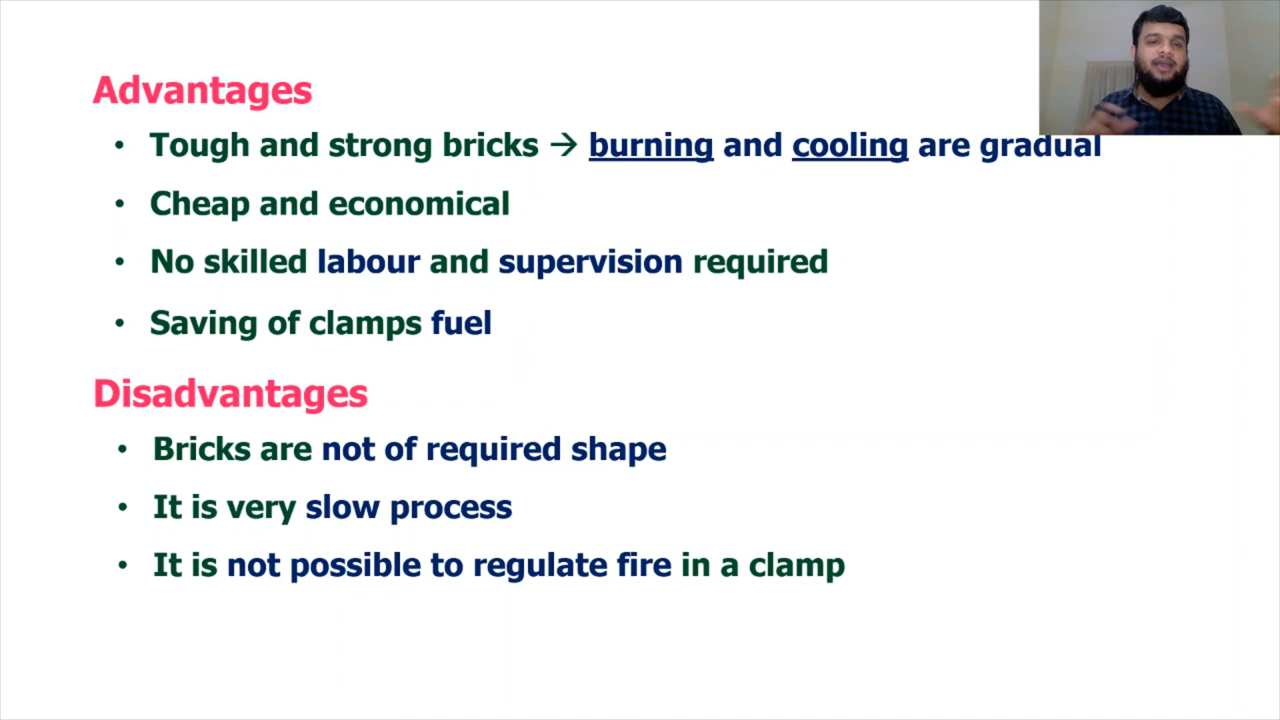 Advantages
• Tough and strong bricks → burning and cooling are gradual
• Cheap and economical
• No skilled labour and supervision required
• Saving of clamps fuel
Disadvantages
• Bricks are not of required shape
• It is very slow process
• It is not possible to regulate fire in a clamp